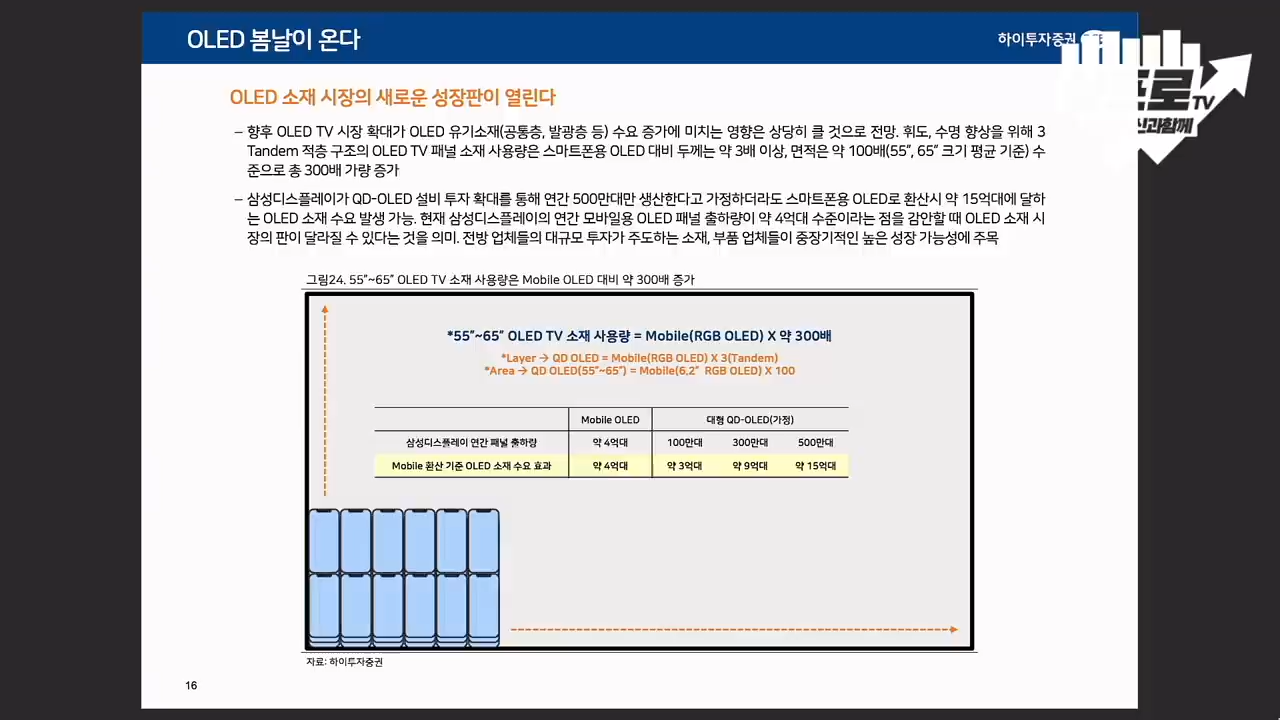 OLED 봄날이 온다
하이투자증권
프로TV
신과함께
OLED 소재 시장의 새로운 성장판이 열린다
– 향후 OLED TV 시장 확대가 OLED 유기소재(공통층, 발광층 등) 수요 증가에 미치는 영향은 상당히 클 것으로 전망. 휘도, 수명 향상을 위해 3
Tandem 적층 구조의 OLED TV 패널 소재 사용량은 스마트폰용 OLED 대비 두께는 약 3배 이상, 면적은 약 100배(55”, 65” 크기 평균 기준) 수
준으로 총 300배 가량 증가
– 삼성디스플레이가 QD-OLED 설비 투자 확대를 통해 연간 500만대만 생산한다고 가정하더라도 스마트폰용 OLED로 환산시 약 15억대에 달하
는 OLED 소재 수요 발생 가능. 현재 삼성디스플레이의 연간 모바일용 OLED 패널 출하량이 약 4억대 수준이라는 점을 감안할 때 OLED 소재 시
장의 판이 달라질 수 있다는 것을 의미. 전방 업체들의 대규모 투자가 주도하는 소재, 부품 업체들이 중장기적인 높은 성장 가능성에 주목
그림24. 55”~65” OLED TV 소재 사용량은 Mobile OLED 대비 약 300배 증가
*55”~65” OLED TV 소재 사용량 = Mobile(RGB OLED) X 약 300배
*Layer → QD OLED = Mobile(RGB OLED) X 3(Tandem)
*Area → QD OLED(55”~65”) = Mobile(6,2” RGB OLED) X 100
Mobile OLED 대형 QD-OLED(가정)
삼성디스플레이 연간 패널 출하량 약 4억대 100만대 300만대 500만대
Mobile 환산 기준 OLED 소재 수요 효과 약 4억대 약 3억대 약 9억대 약 15억대
자료: 하이투자증권
16